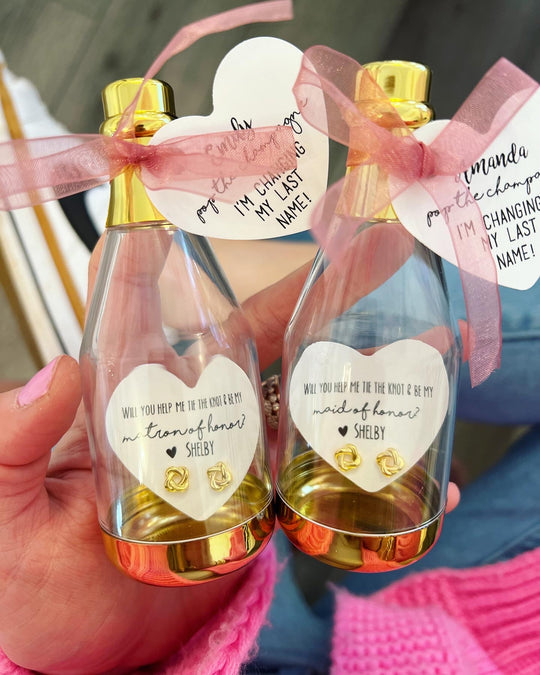 Emily
pop the champagne
I'M CHANGING
MY LAST
NAME!
Amanda
pop the champa
I'M CHANGING
MY LAST
NAME!
WILL YOU HELP ME TIE THE KNOT & BE MY
matron of honor?
♥ SHELBY
WILL YOU HELP ME TIE THE KNOT & BE MY
maid of honor?
♥ SHELBY